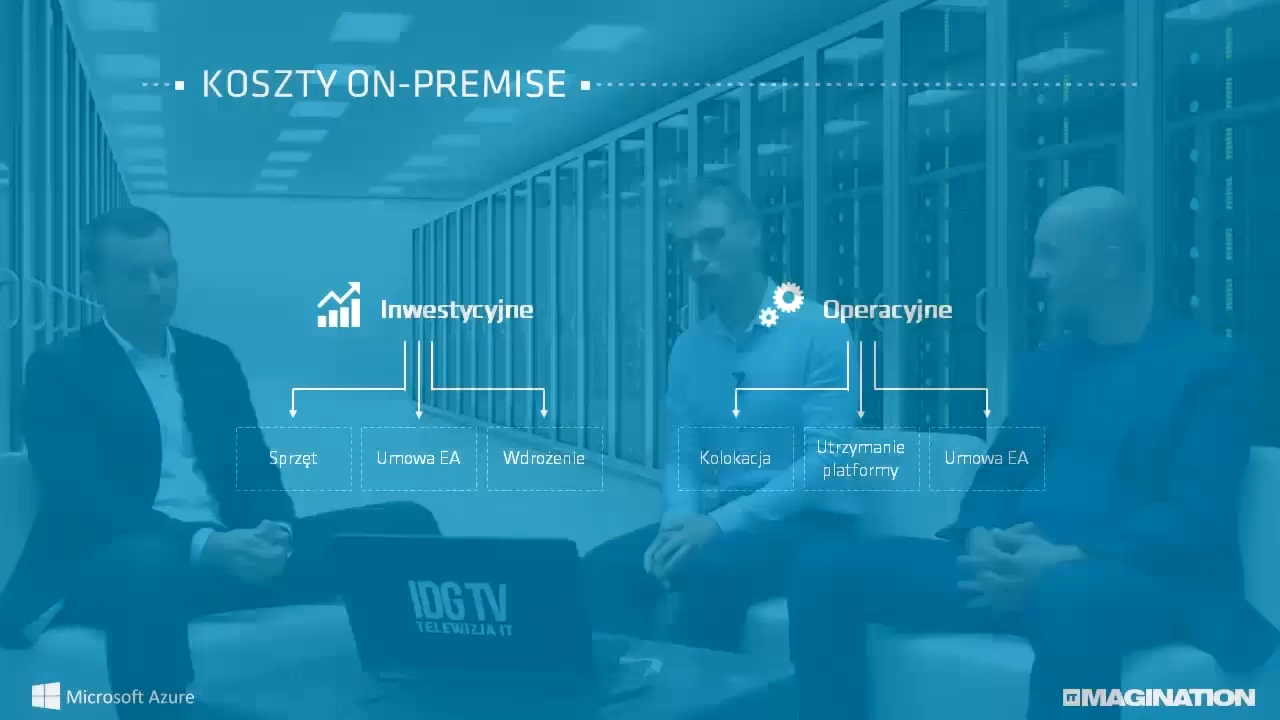 KOSZTY ON-PREMISE
Inwestycyjne
Operacyjne
Sprzęt
Umowa EA
Wdrożenie
Kolokacja
Utrzymanie
platformy
Umowa EA
IDG TV
TELEWIZJA IT
Microsoft Azure
ITMAGINATION